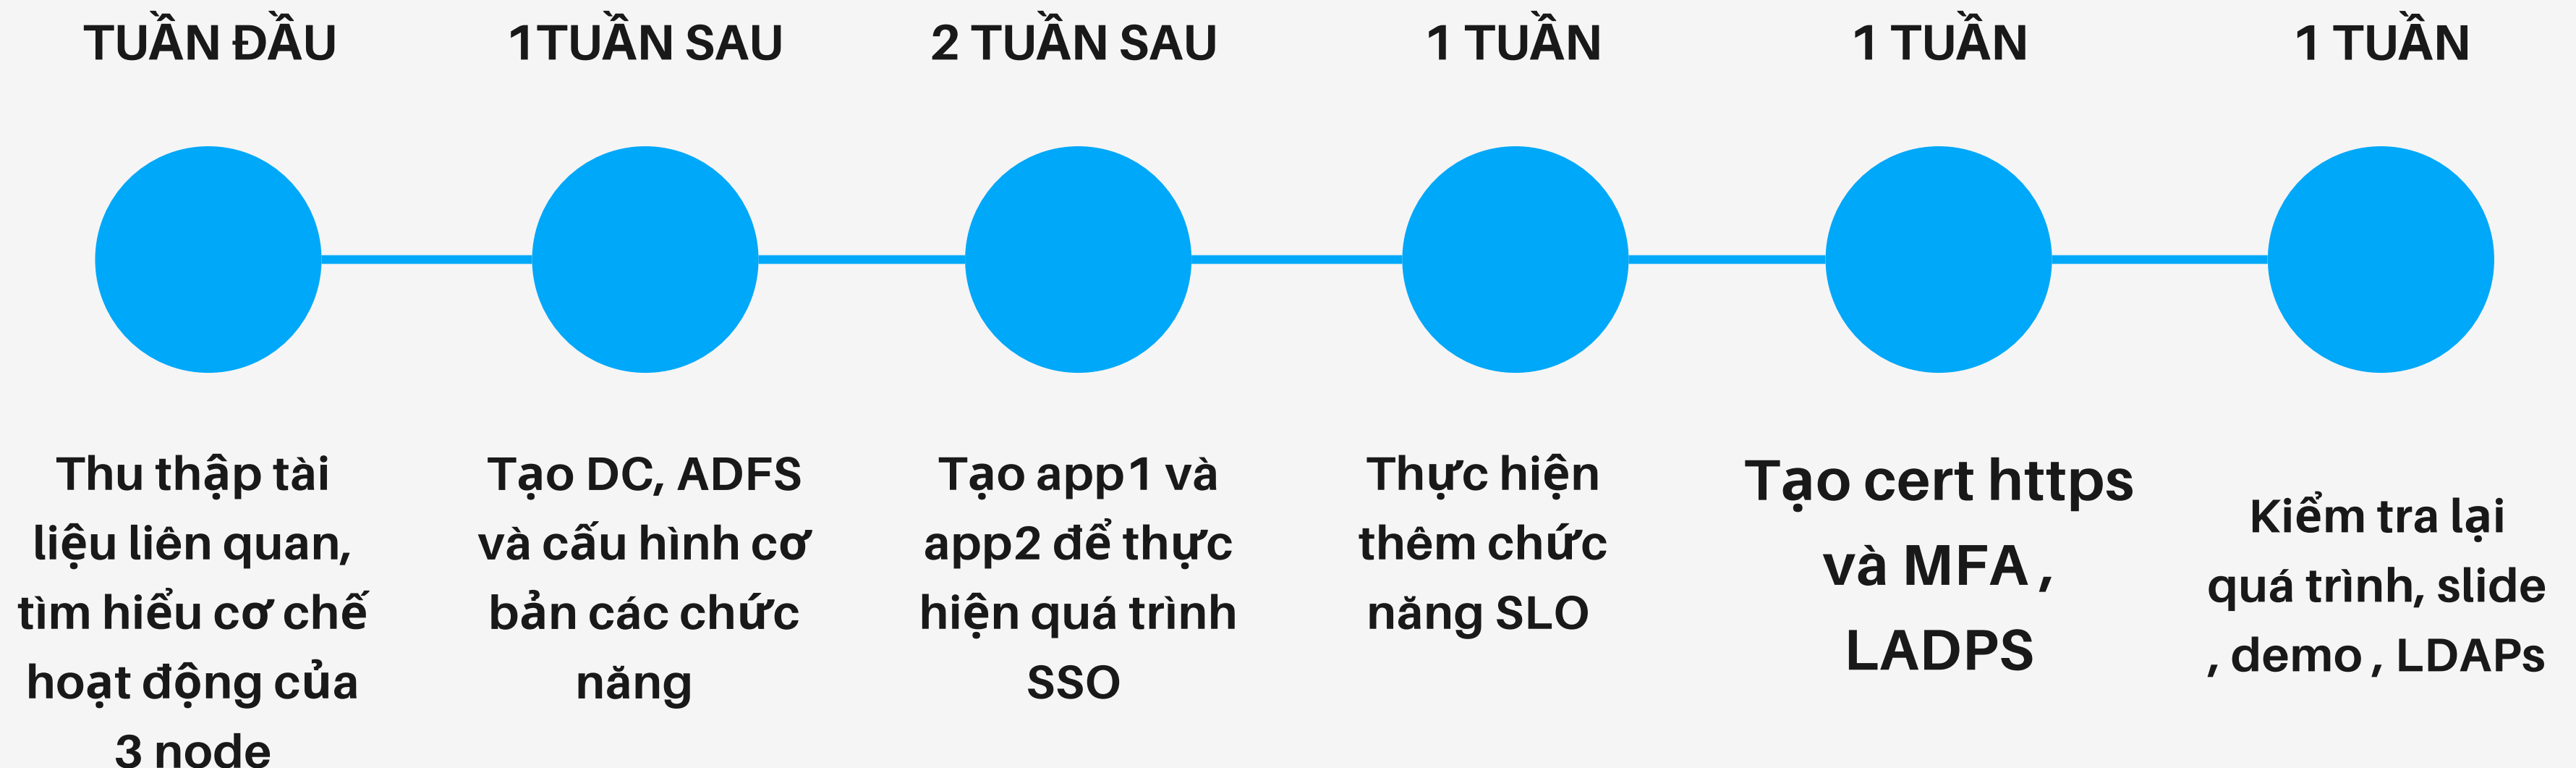 TUẦN ĐẦU
1TUẦN SAU
2 TUẦN SAU
1 TUẦN
1 TUẦN
1 TUẦN
Thu thập tài
liệu liên quan,
tìm hiểu cơ chế
hoạt động của
3 node
Tạo DC, ADFS
và cấu hình cơ
bản các chức
năng
Tạo app1 và
app2 để thực
hiện quá trình
SSO
Thực hiện
thêm chức
năng SLO
Tạo cert https
và MFA ,
LADPS
Kiểm tra lại
quá trình, slide
, demo , LDAPs